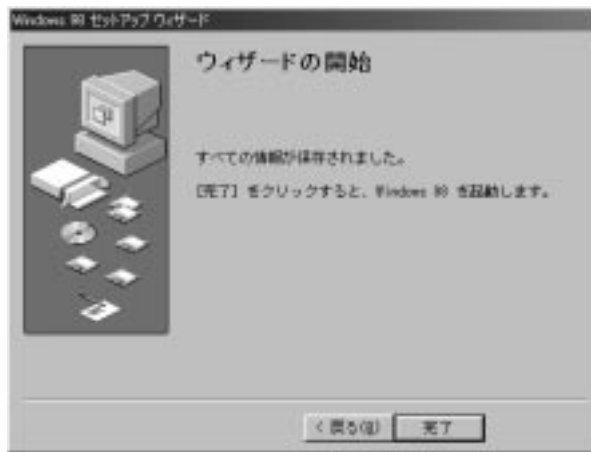 Windows 98 セットアップ ウィザード
ウィザードの開始
すべての情報が保存されました。
[完了] をクリックすると、Windows 98 を起動します。
< 戻る(B)
完了